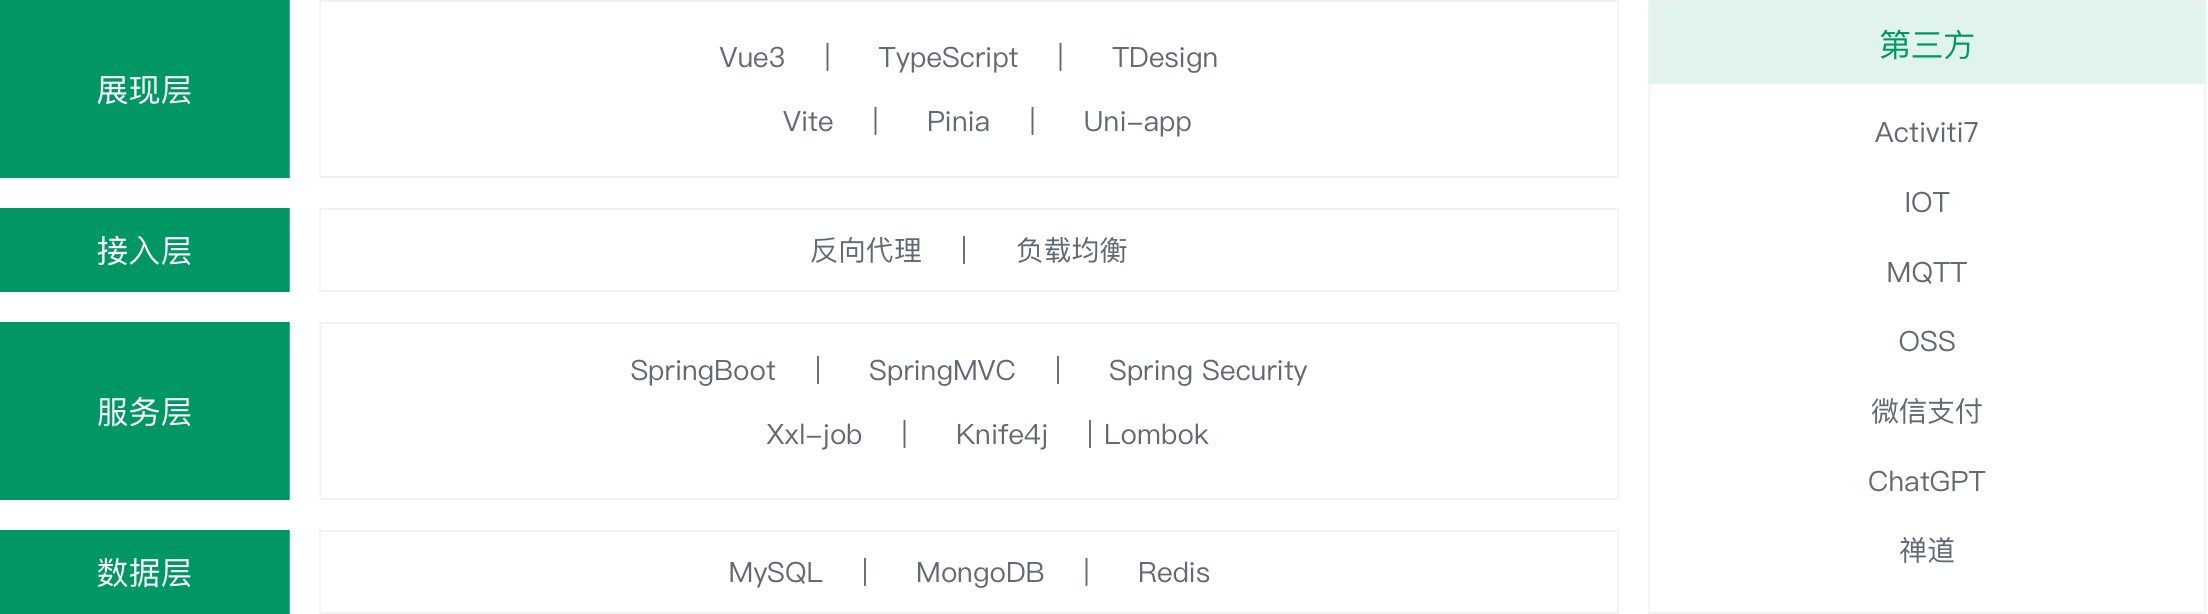 展现层
Vue3 | TypeScript | TDesign
Vite | Pinia | Uni-app
接入层
反向代理 | 负载均衡
服务层
SpringBoot | SpringMVC | Spring Security
Xxl-job | Knife4j | Lombok
数据层
MySQL | MongoDB | Redis
第三方
Activiti7
IOT
MQTT
OSS
微信支付
ChatGPT
禅道